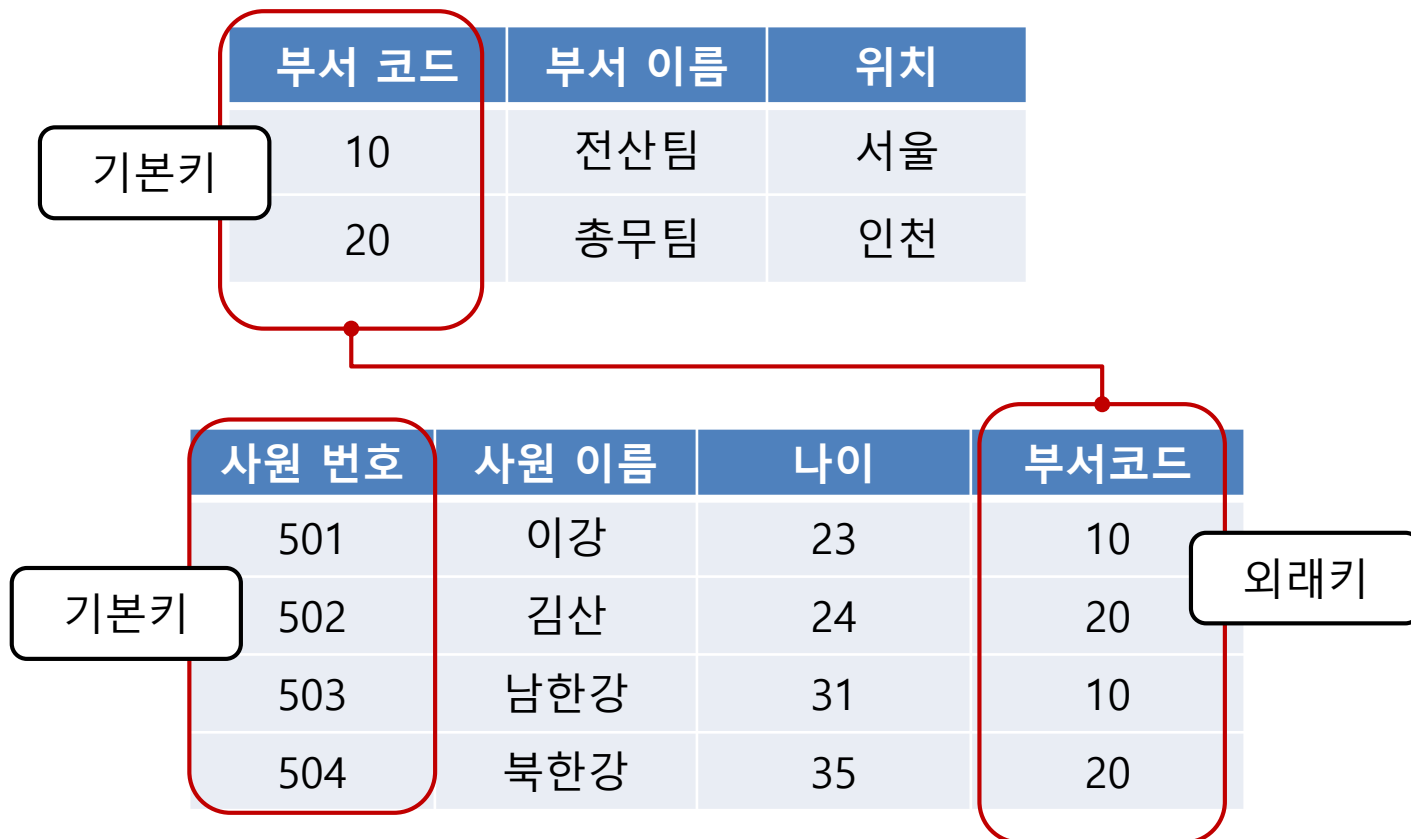 부서 코드 부서 이름 위치
기본키
10 전산팀 서울
20 총무팀 인천
사원 번호 사원 이름 나이 부서코드
501 이강 23 10
외래키
기본키
502 김산 24 20
503 남한강 31 10
504 북한강 35 20